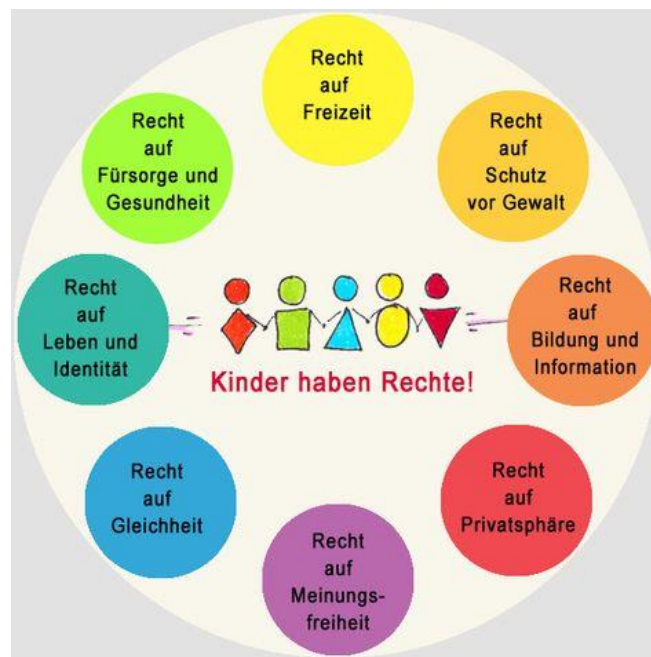 Recht
auf
Freizeit
Recht
auf
Schutz
vor Gewalt
Recht
auf
Bildung und
Information
Recht
auf
Privatsphäre
Recht
auf
Meinungs-
freiheit
Recht
auf
Gleichheit
Recht
auf
Leben und
Identität
Recht
auf
Fürsorge und
Gesundheit
Kinder haben Rechte!